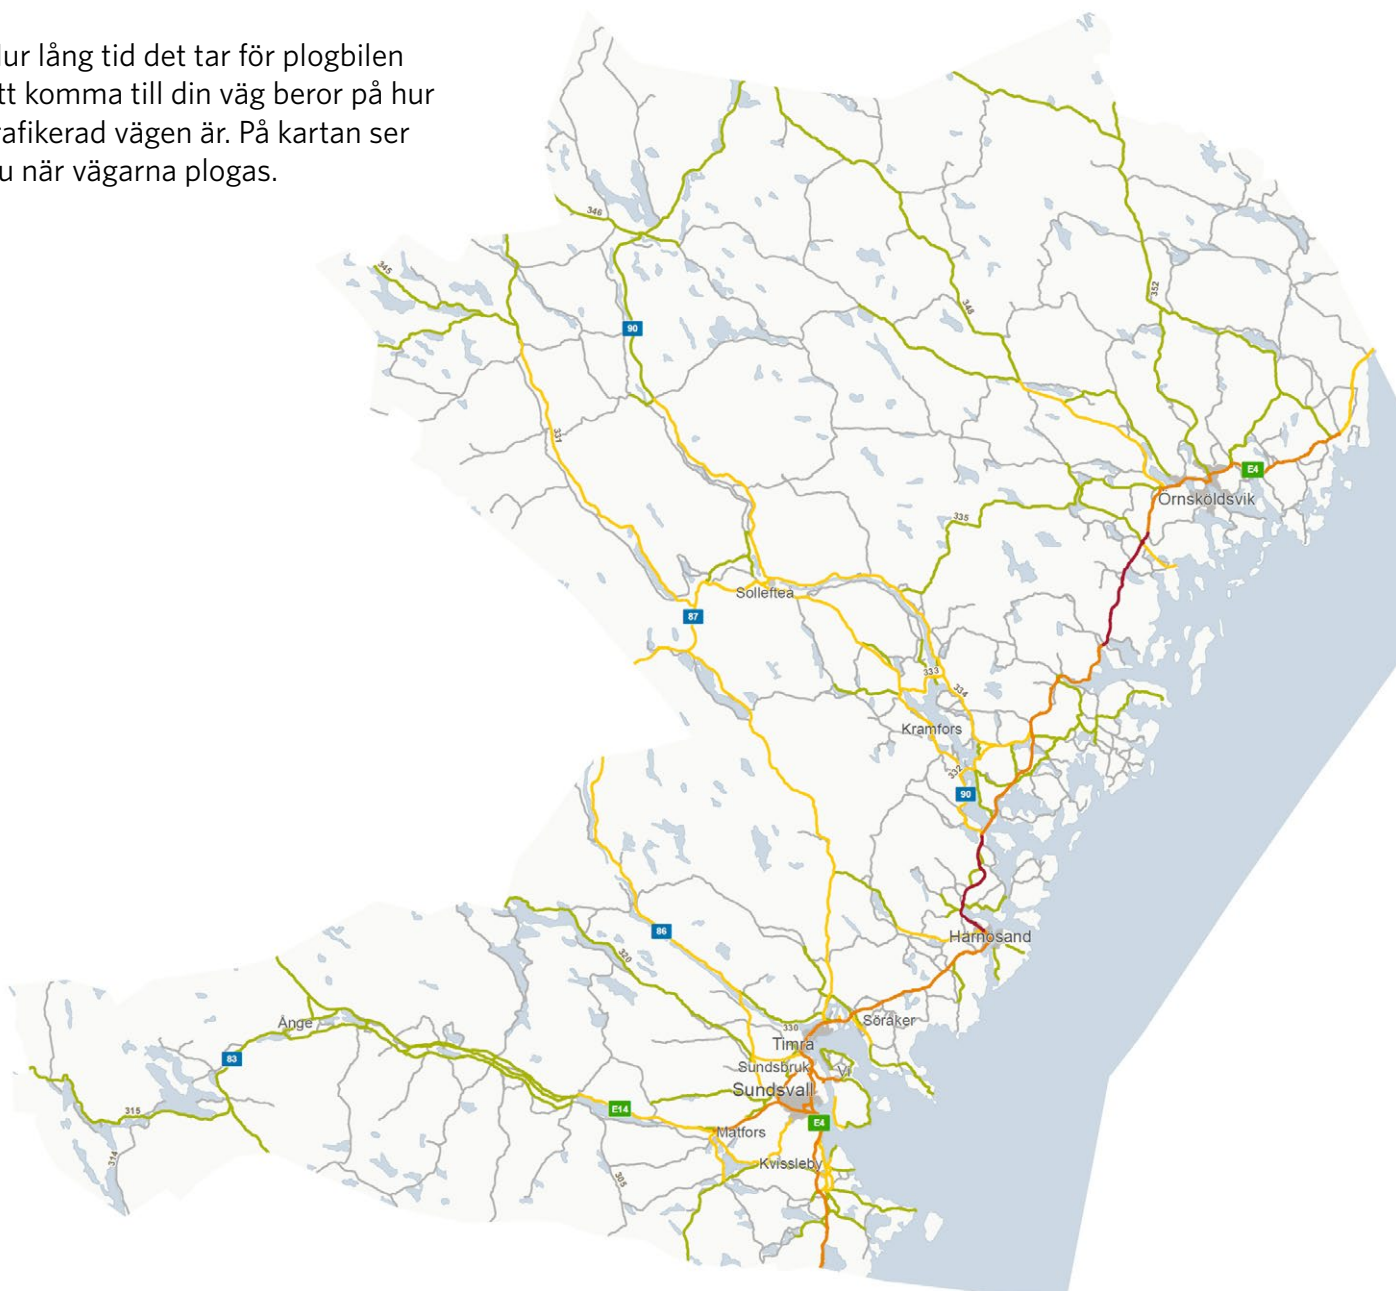 lur lång tid det tar för plogbilen
tt komma till din väg beror på hur
rafikerad vägen är. På kartan ser
u när vägarna plogas.
346
345
90
348
352
331
E4
Örnsköldsvik
335
Sollefteå
87
333
334
Kramfors
332
90
86
Härnösand
320
Ånge
330
Söråker
Timrå
83
Sundsbruk
Vi
Sundsvall
315
E14
E4
Matfors
314
Kvissleby
305